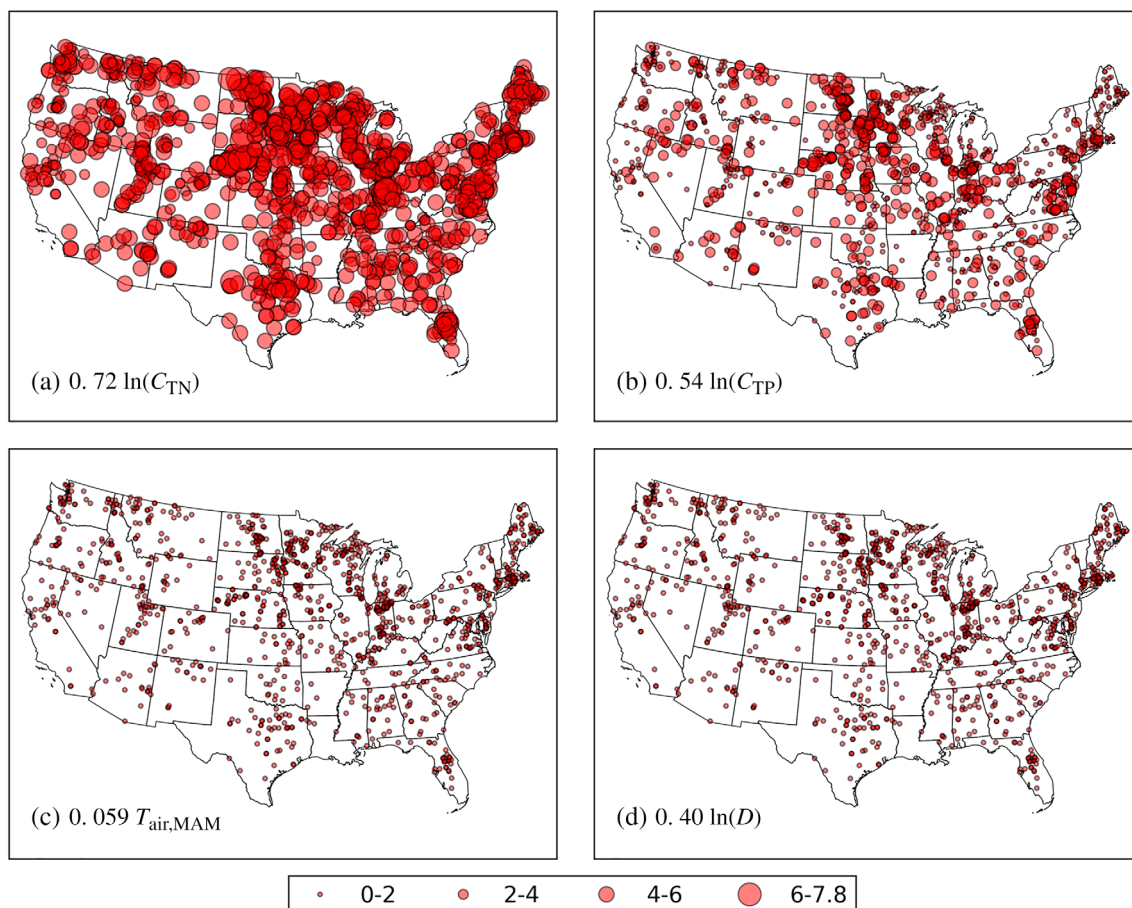 (a) 0. 72 ln(C_TN)
(b) 0. 54 ln(C_TP)
(c) 0. 059 T_air,MAM
(d) 0. 40 ln(D)
0-2 2-4 4-6 6-7.8